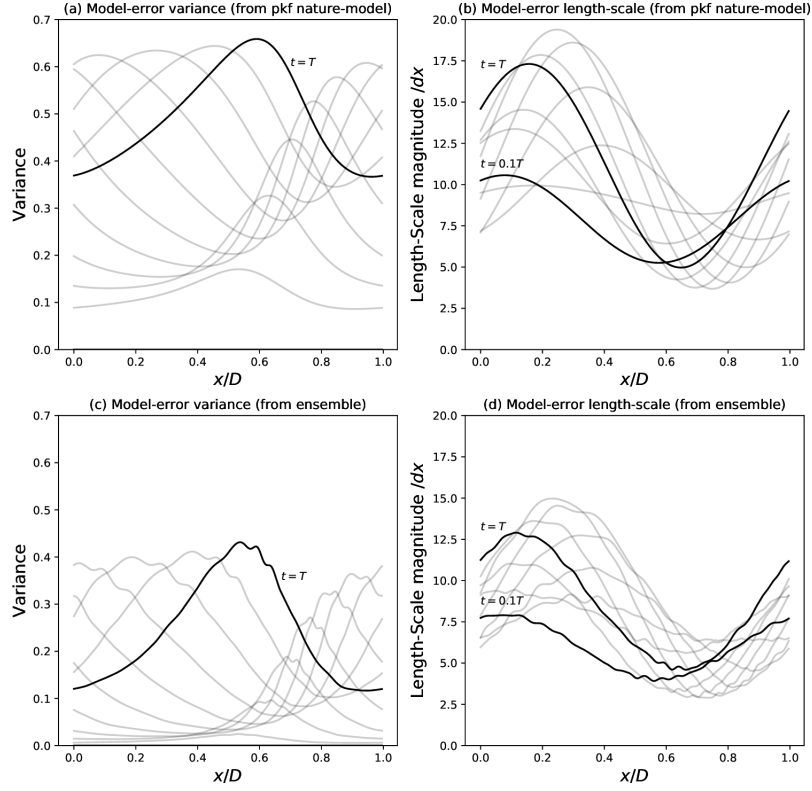 (a) Model-error variance (from pkf nature-model)
0.7
0.6
0.5
0.4
0.3
0.2
0.1
0.0
Variance
t = T
0.0 0.2 0.4 0.6 0.8 1.0
x/D
(b) Model-error length-scale (from pkf nature-model)
20.0
17.5
15.0
12.5
10.0
7.5
5.0
2.5
0.0
Length-Scale magnitude /dx
t = T
t = 0.1T
0.0 0.2 0.4 0.6 0.8 1.0
x/D
(c) Model-error variance (from ensemble)
0.7
0.6
0.5
0.4
0.3
0.2
0.1
0.0
Variance
t = T
0.0 0.2 0.4 0.6 0.8 1.0
x/D
(d) Model-error length-scale (from ensemble)
20.0
17.5
15.0
12.5
10.0
7.5
5.0
2.5
0.0
Length-Scale magnitude /dx
t = T
t = 0.1T
0.0 0.2 0.4 0.6 0.8 1.0
x/D